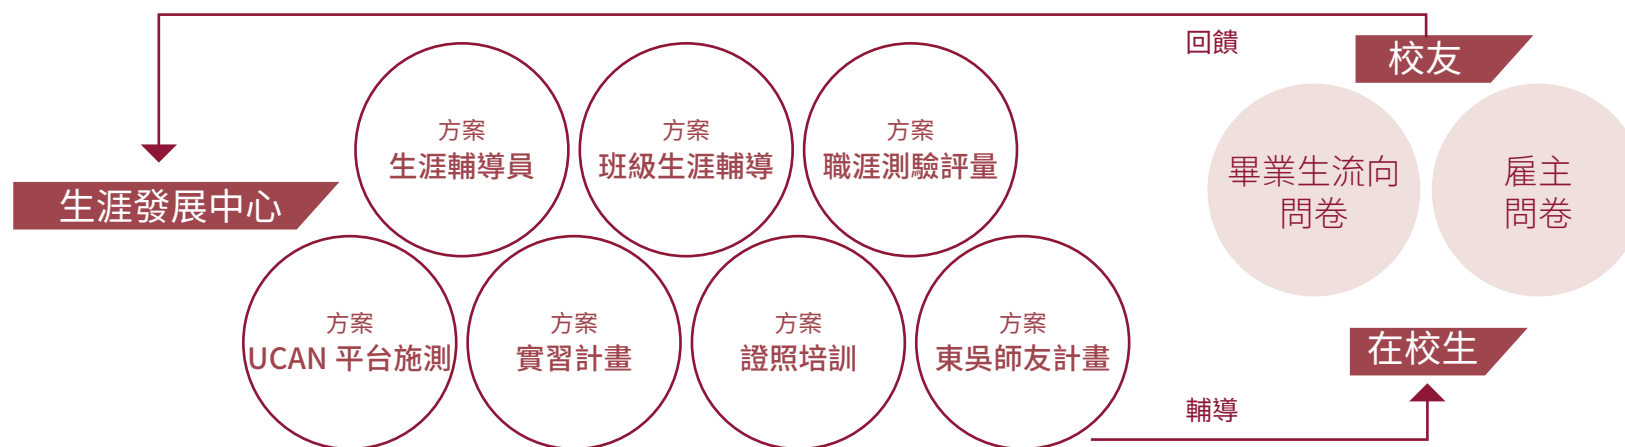 回饋
校友
生涯發展中心
方案
生涯輔導員
方案
班級生涯輔導
方案
職涯測驗評量
畢業生流向
問卷
雇主
問卷
方案
UCAN 平台施測
方案
實習計畫
方案
證照培訓
方案
東吳師友計畫
在校生
輔導